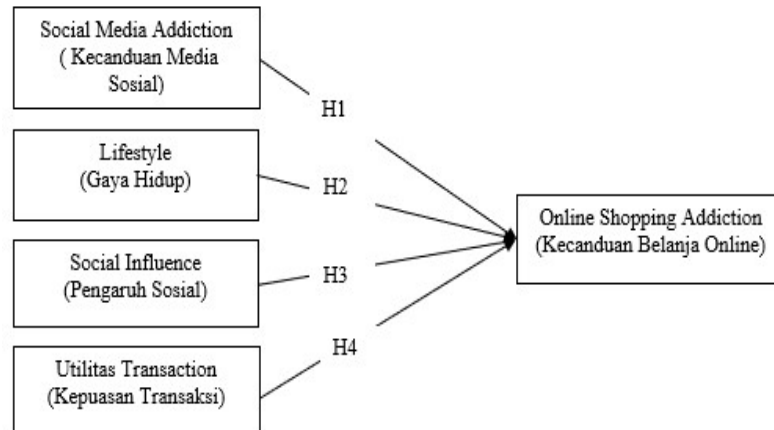 Social Media Addiction
( Kecanduan Media
Sosial)
H1
Lifestyle
(Gaya Hidup)
H2
Social Influence
(Pengaruh Sosial)
H3
Utilitas Transaction
(Kepuasan Transaksi)
H4
Online Shopping Addiction
(Kecanduan Belanja Online)